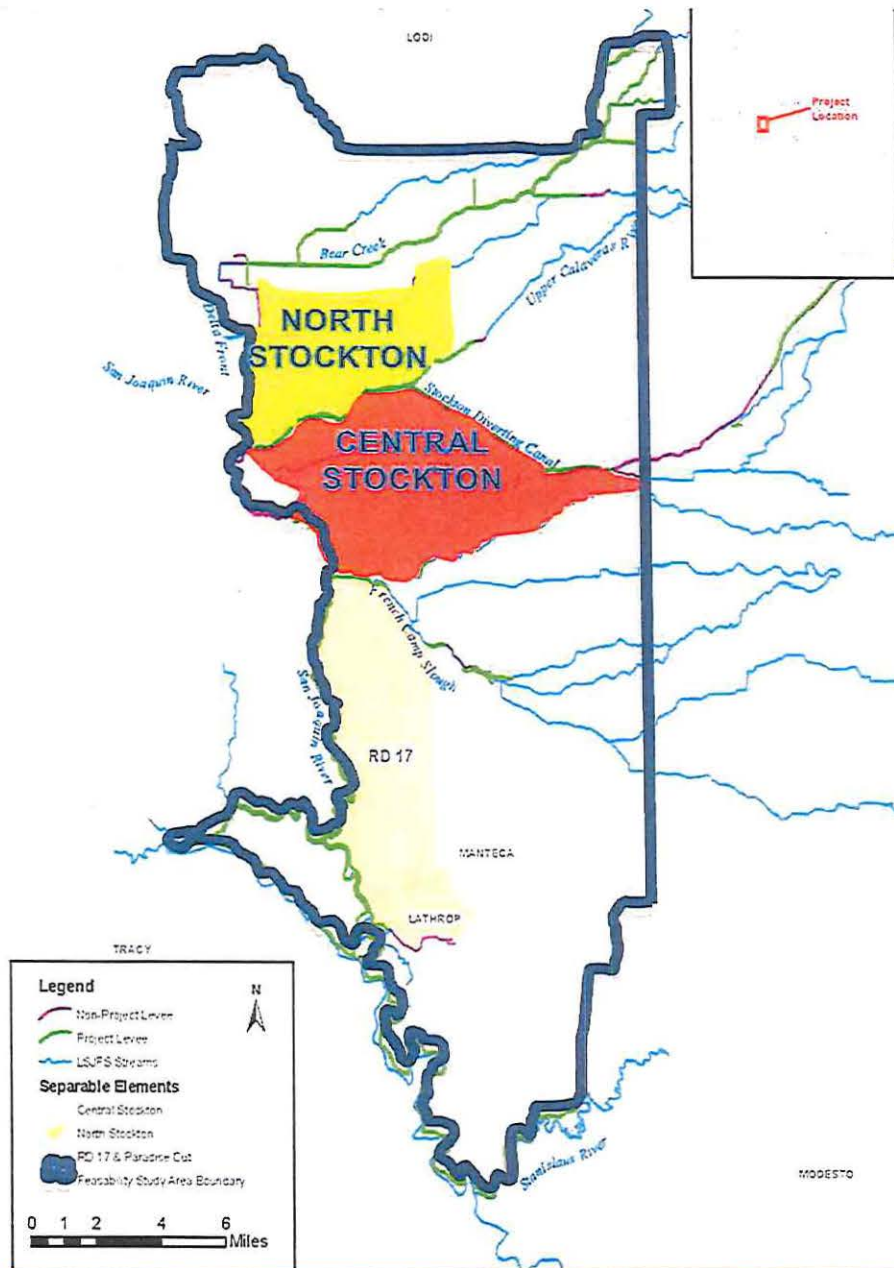 LODI
Project
Location
Bear Creek
Upper Calaveras R
NORTH
STOCKTON
Delta Front
San Joaquin River
Stockton Diverting Canal
CENTRAL
STOCKTON
French Camp Slough
San Joaquin River
RD 17
MANTECA
LATHROP
TRACY
Legend
N
Non-Project Levee
Project Levee
LSJFS Streams
Separable Elements
Central Stockton
North Stockton
RD 17 & Paradise Cut
Feasability Study Area Boundary
0 1 2 4 6
Miles
Stanislaus River
MODESTO